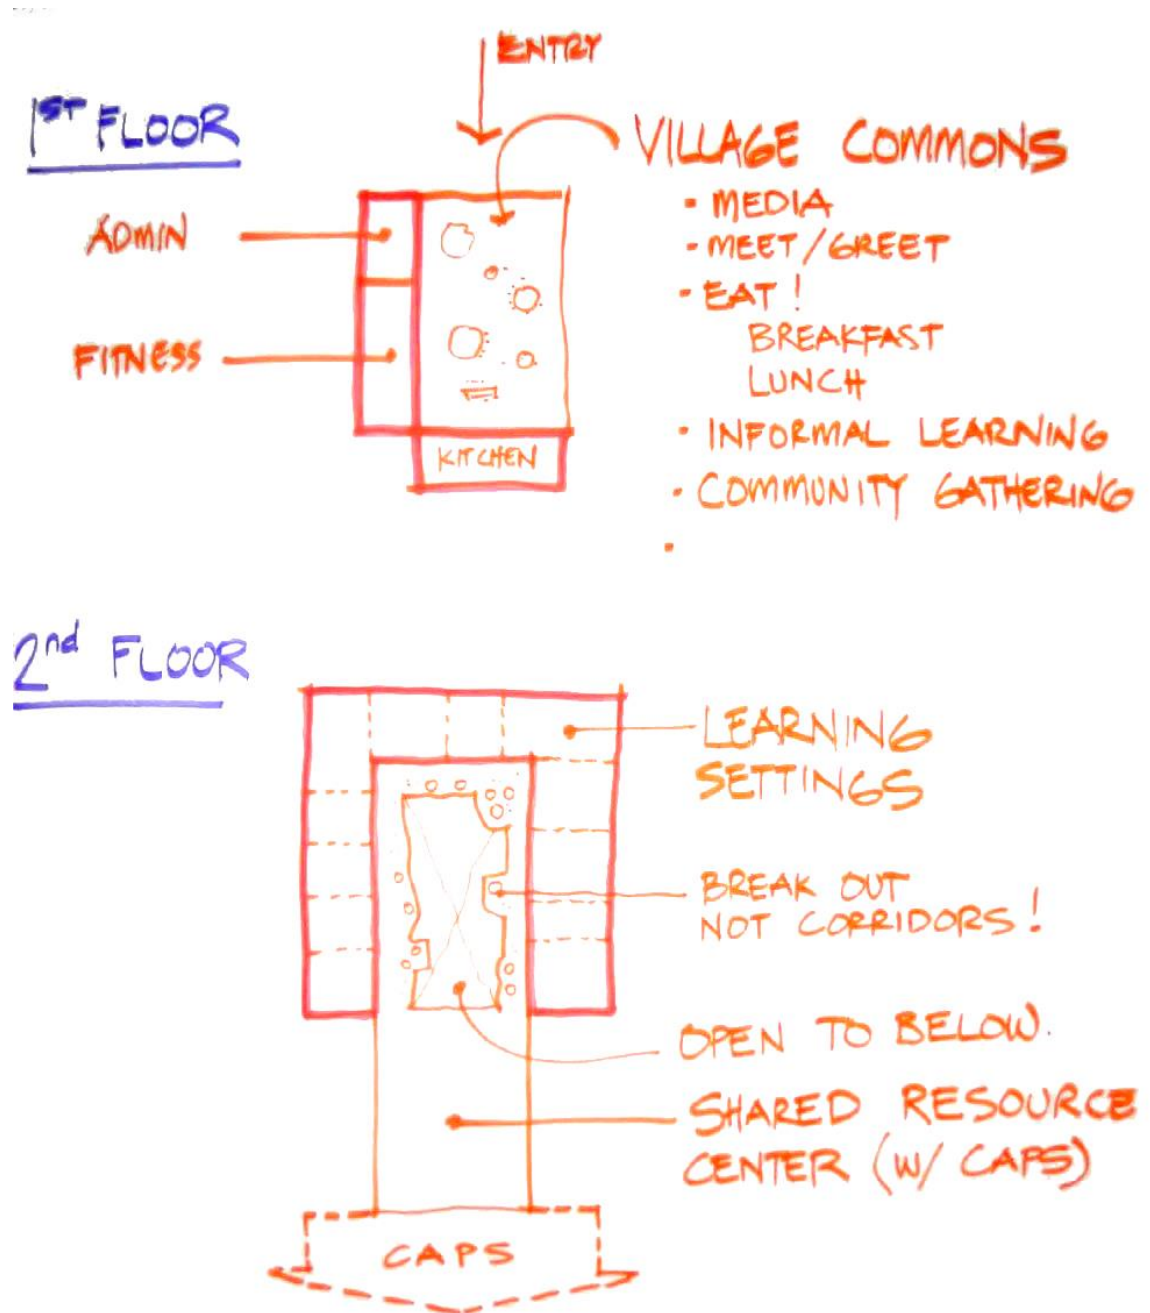 ENTRY
1ST FLOOR
VILLAGE COMMONS
• MEDIA
ADMIN
• MEET/GREET
• EAT!
BREAKFAST
FITNESS
LUNCH
• INFORMAL LEARNING
KITCHEN
• COMMUNITY GATHERING
•
2nd FLOOR
LEARNING
SETTINGS
BREAK OUT
NOT CORRIDORS!
OPEN TO BELOW.
SHARED RESOURCE
CENTER (W/ CAPS)
CAPS